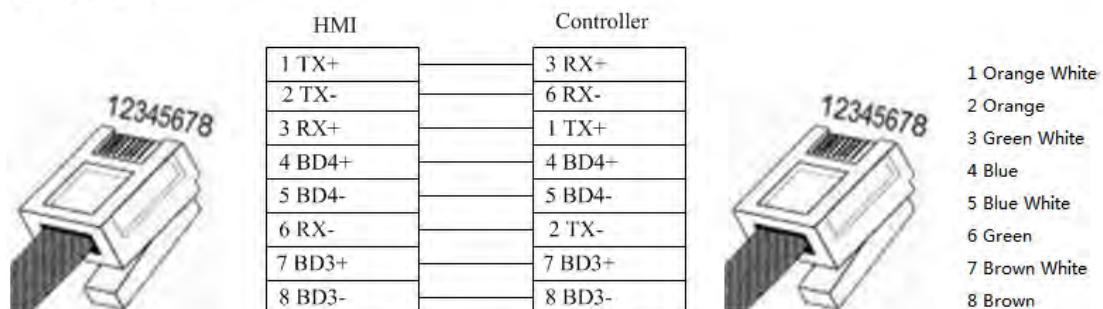 HMI Controller
12345678
1 TX+ 3 RX+
2 TX- 6 RX-
3 RX+ 1 TX+
4 BD4+ 4 BD4+
5 BD4- 5 BD4-
6 RX- 2 TX-
7 BD3+ 7 BD3+
8 BD3- 8 BD3-
12345678
1 Orange White
2 Orange
3 Green White
4 Blue
5 Blue White
6 Green
7 Brown White
8 Brown